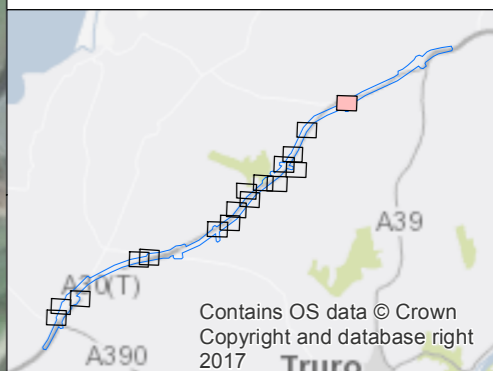 A39
A30(T)
Contains OS data © Crown
Copyright and database right
2017
A390
Truro